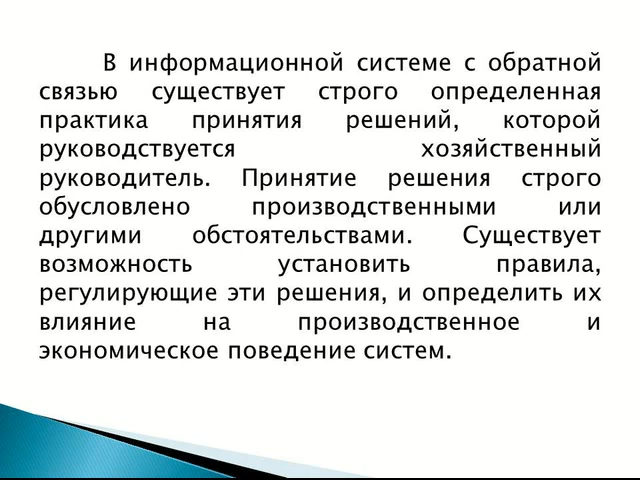 В информационной системе с обратной
связью существует строго определенная
практика принятия решений, которой
руководствуется хозяйственный
руководитель. Принятие решения строго
обусловлено производственными или
другими обстоятельствами. Существует
возможность установить правила,
регулирующие эти решения, и определить их
влияние на производственное и
экономическое поведение систем.